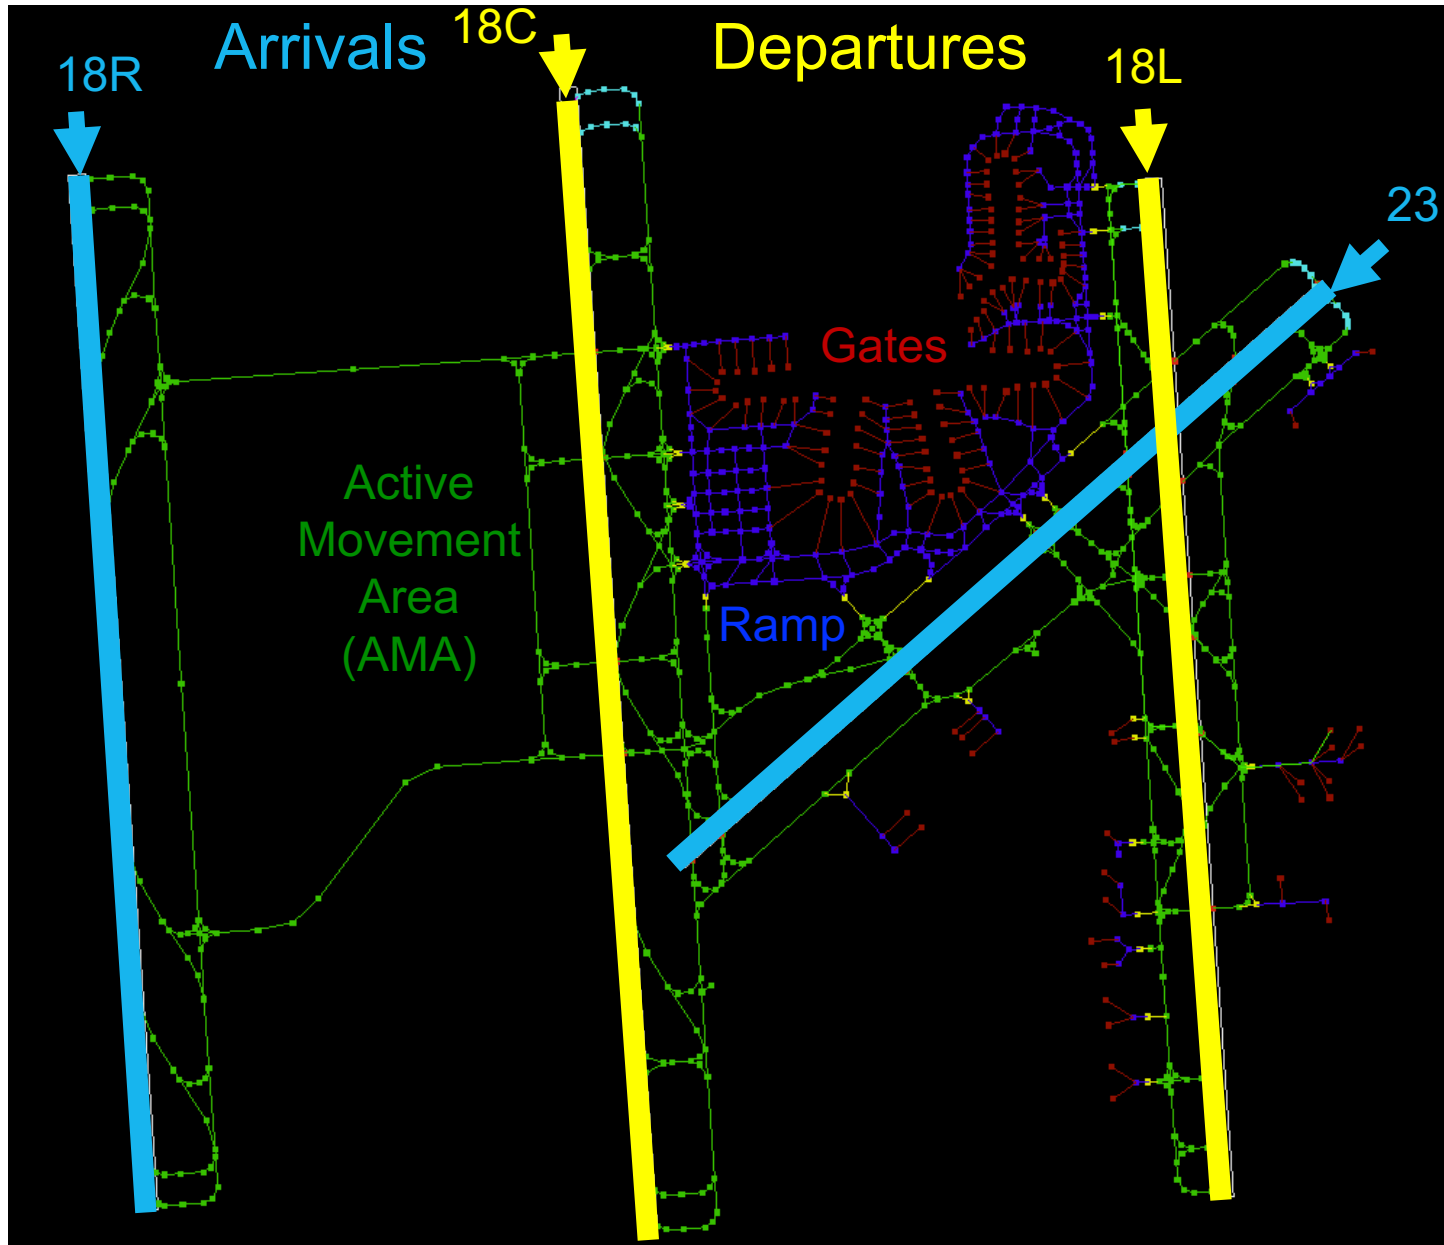 Arrivals
18C
Departures
18R
18L
23
Gates
Active
Movement
Area
(AMA)
Ramp